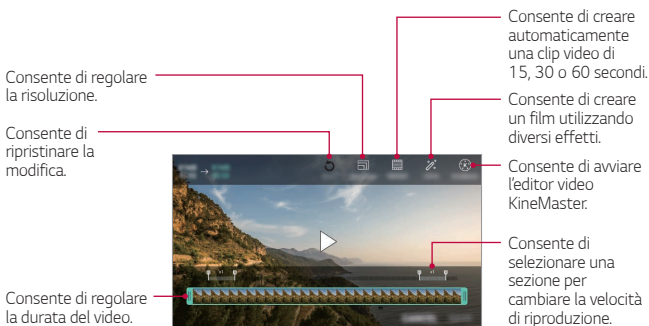 Consente di regolare
la risoluzione.
Consente di
ripristinare la
modifica.
Consente di regolare
la durata del video.
Consente di creare
automaticamente
una clip video di
15, 30 o 60 secondi.
Consente di creare
un film utilizzando
diversi effetti.
Consente di avviare
l'editor video
KineMaster.
Consente di
selezionare una
sezione per
cambiare la velocità
di riproduzione.
x1
x1